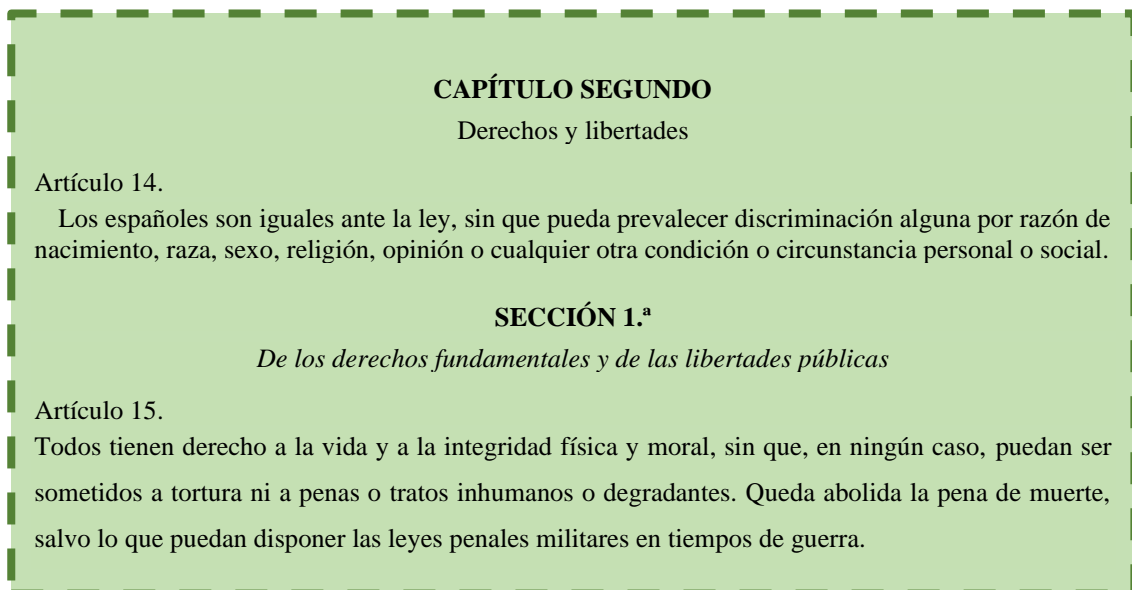 CAPÍTULO SEGUNDO
Derechos y libertades
Artículo 14.
Los españoles son iguales ante la ley, sin que pueda prevalecer discriminación alguna por razón de
nacimiento, raza, sexo, religión, opinión o cualquier otra condición o circunstancia personal o social.
SECCIÓN 1.ª
De los derechos fundamentales y de las libertades públicas
Artículo 15.
Todos tienen derecho a la vida y a la integridad física y moral, sin que, en ningún caso, puedan ser
sometidos a tortura ni a penas o tratos inhumanos o degradantes. Queda abolida la pena de muerte,
salvo lo que puedan disponer las leyes penales militares en tiempos de guerra.